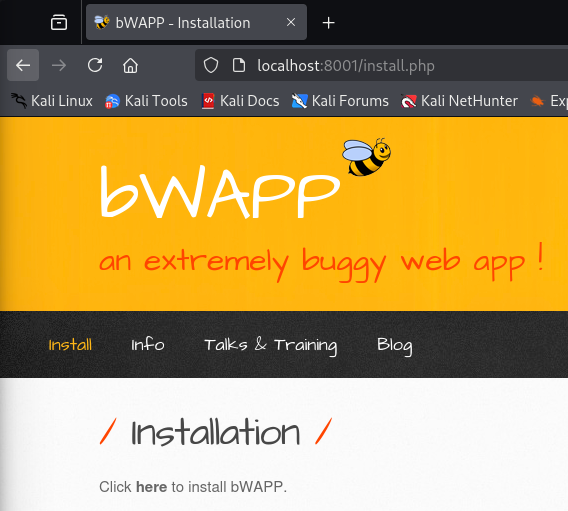 bWAPP - Installation
localhost:8001/install.php
Kali Linux Kali Tools Kali Docs Kali Forums Kali NetHunter Exp
bWAPP
an extremely buggy web app !
Install Info Talks & Training Blog
/ Installation /
Click here to install bWAPP.